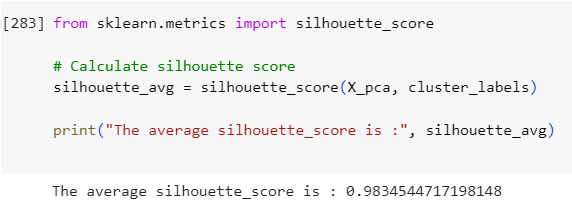 [283] from sklearn.metrics import silhouette_score
# Calculate silhouette score
silhouette_avg = silhouette_score(X_pca, cluster_labels)
print("The average silhouette_score is :", silhouette_avg)
The average silhouette_score is : 0.9834544717198148